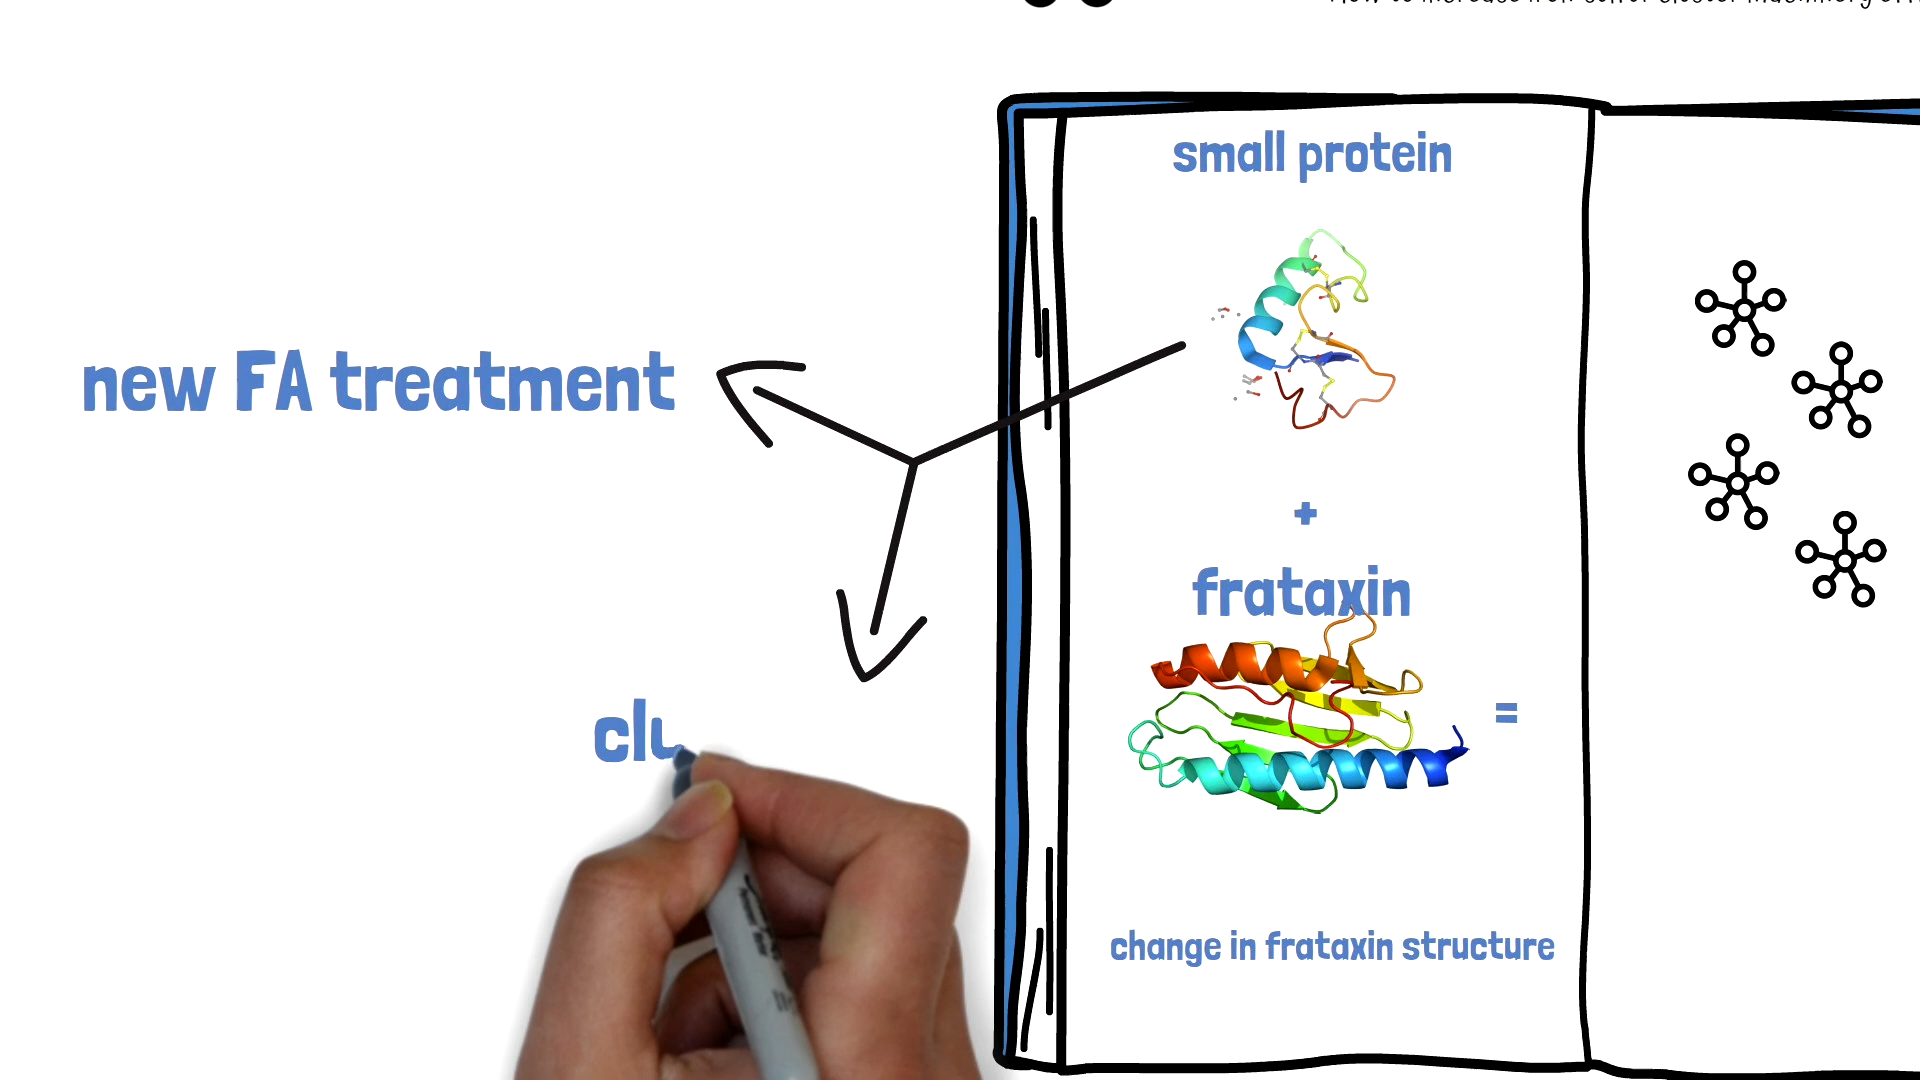 small protein
new FA treatment
+
frataxin
=
clu
change in frataxin structure